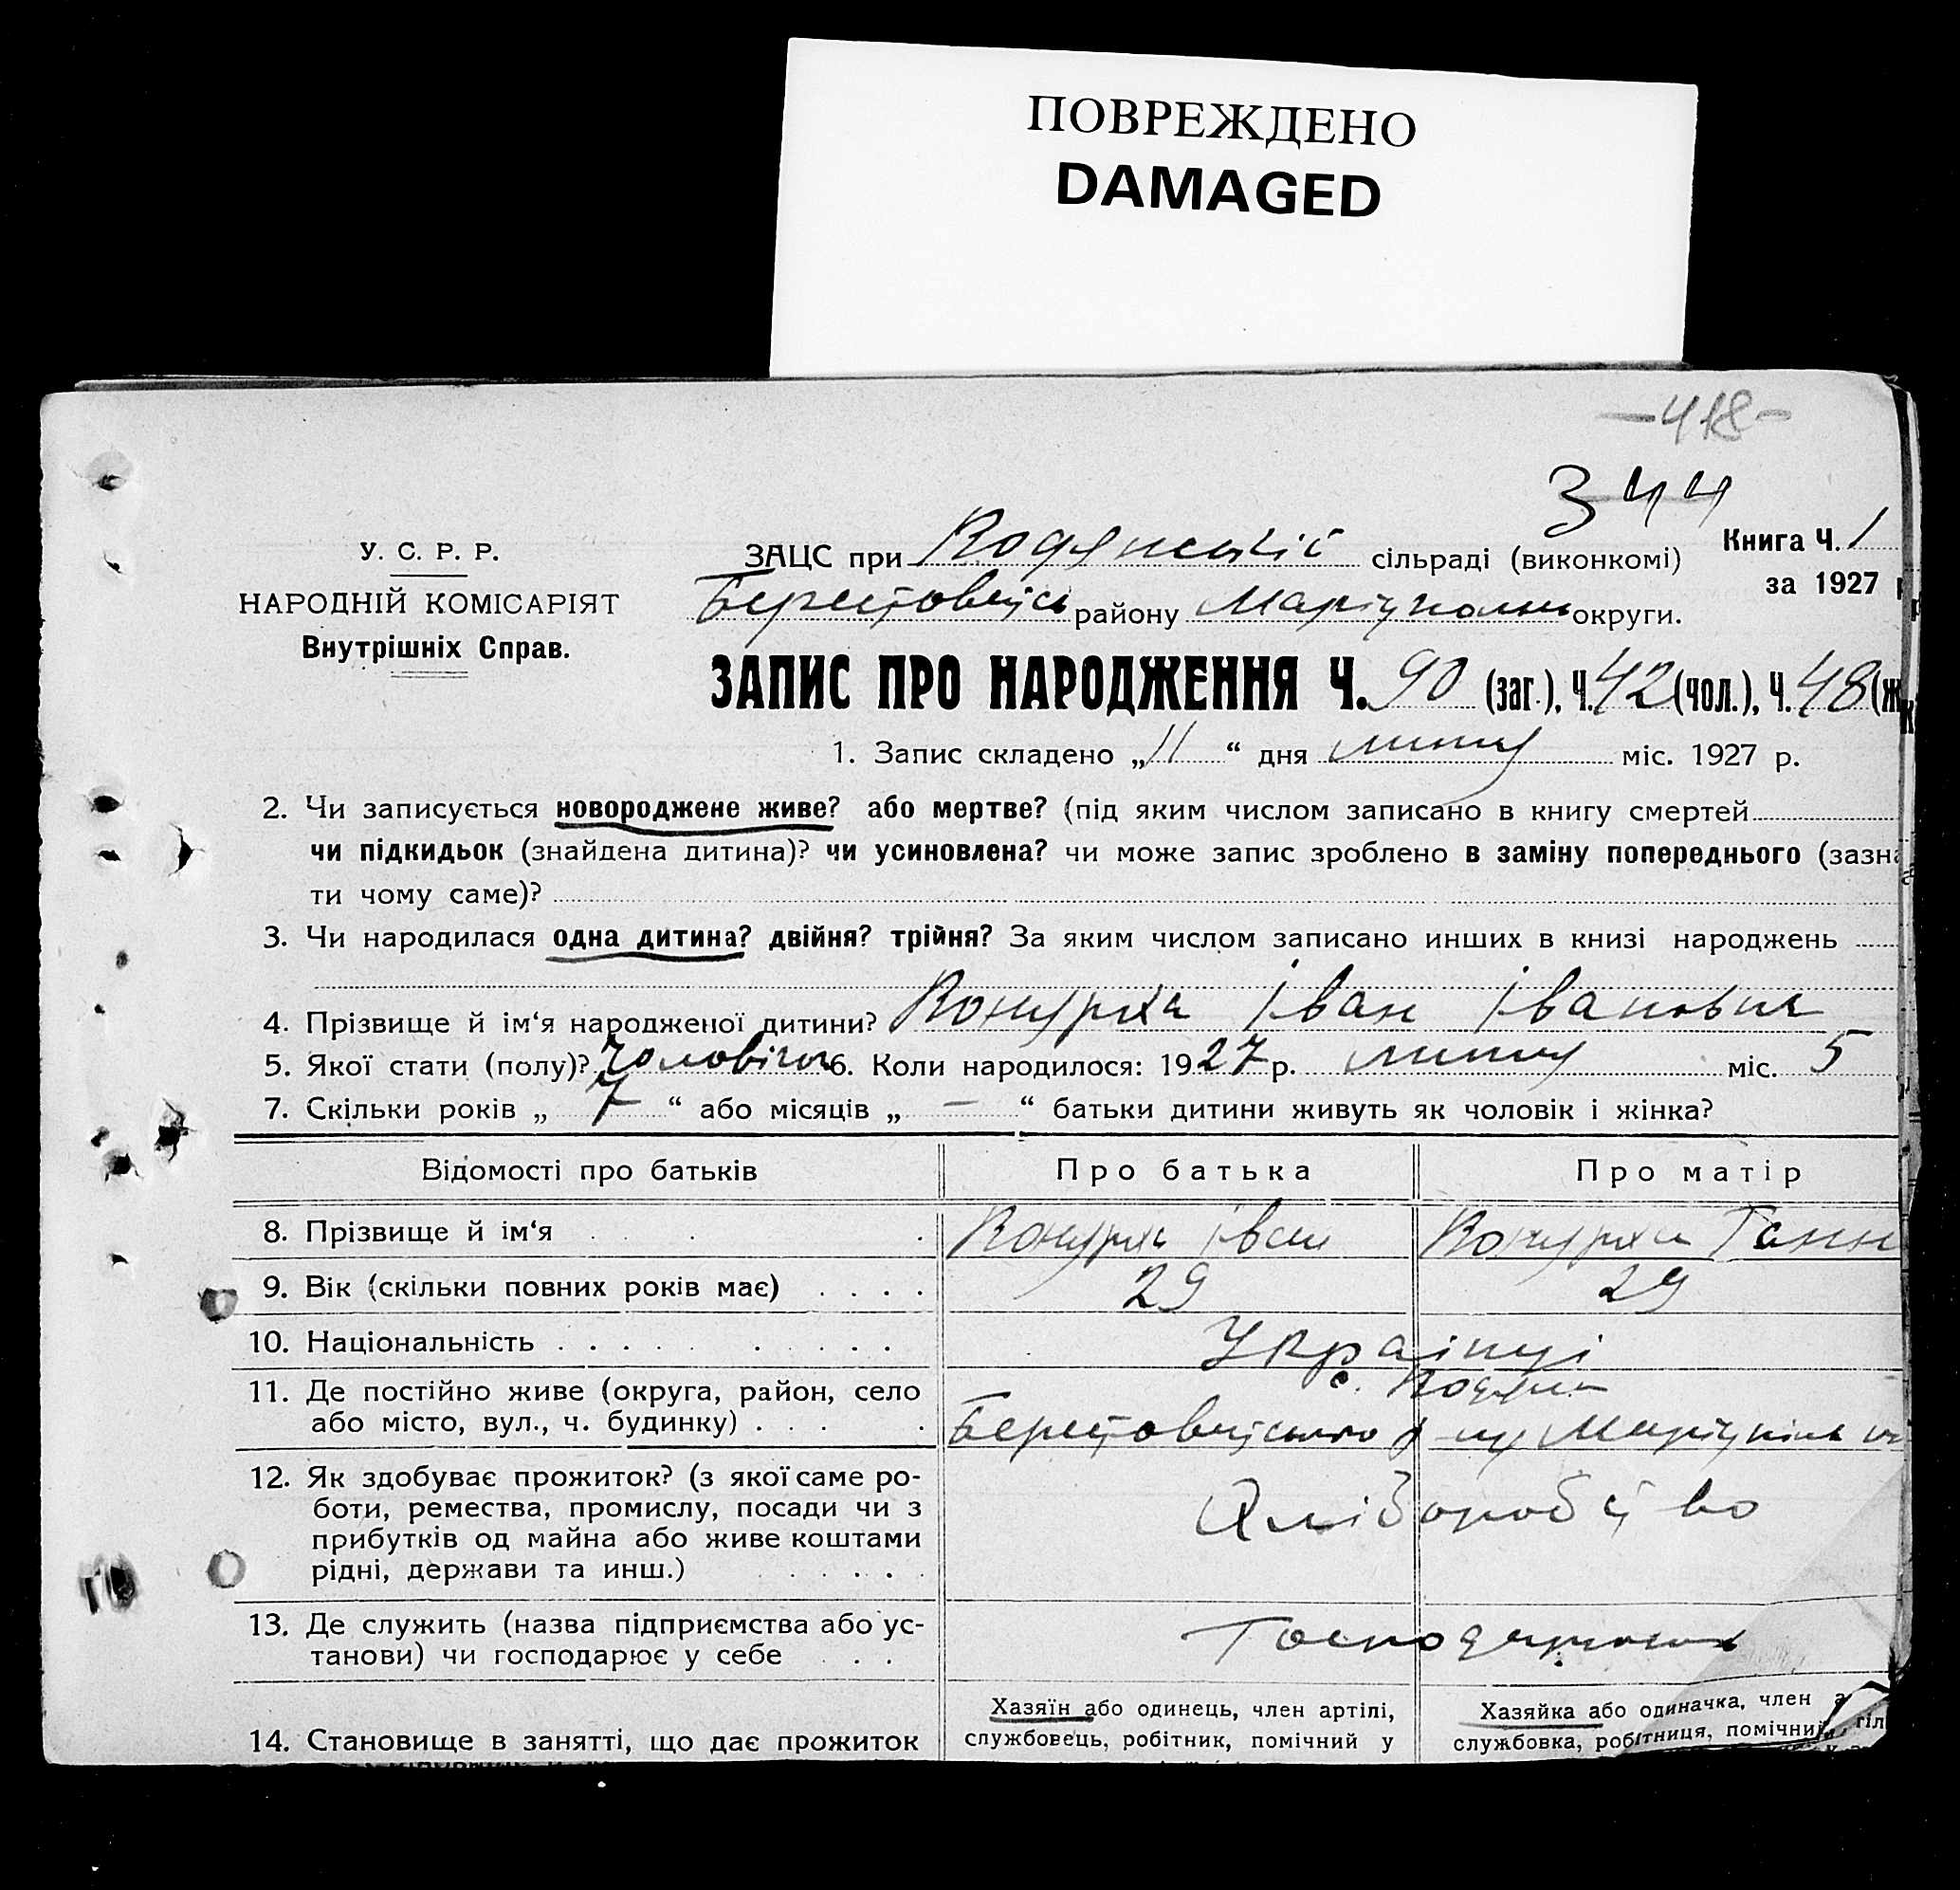 ПОВРЕЖДЕНО
DAMAGED
—418—
344
У. С. Р. Р.
НАРОДНІЙ КОМІСАРІЯТ
Внутрішніх Справ.
ЗАЦС при Водянській сільраді (виконкомі)
Книга Ч. 1
за 1927 р
районy Маріупольс округи.
ЗАПИС ПРО НАРОДЖЕННЯ Ч. 90 (заг.), Ч. 42 (чол.), Ч. 48 (ж
1. Запис складено „11“ дня липня міс. 1927 р.
2. Чи записується новороджене живе? або мертве? (під яким числом записано в книгу смертей
чи підкидьок (знайдена дитина)? чи усиновлена? чи може запис зроблено в заміну попереднього (зазна
ти чому саме)?
3. Чи народилася одна дитина? двійня? трійня? За яким числом записано инших в книзі народжень
4. Прізвище й ім‘я народженої дитини? Іван Іванович
5. Якої стати (полу)? 6. Коли народилося: 1927 р. липня міс. 5
7. Скільки років „7“ або місяців „—“ батьки дитини живуть як чоловік і жінка?
Відомості про батьків
Про батька
Про матір
8. Прізвище й ім‘я
Іван
Ганн
9. Вік (скільки повних років має)
29
29
10. Національність
Українці
11. Де постійно живе (округа, район, село
або місто, вул., ч. будинку)
с. Водяна
12. Як здобуває прожиток? (з якої саме ро-
боти, ремества, промислу, посади чи з
прибутків од майна або живе коштами
рідні, держави та инш.)
Хліборобство
13. Де служить (назва підприємства або ус-
танови) чи господарює у себе
14. Становище в занятті, що дає прожиток
Хазяїн або одинець, член артілі,
службовець, робітник, помічний у
Хазяйка або одиначка, член а
службовка, робітниця, помічний